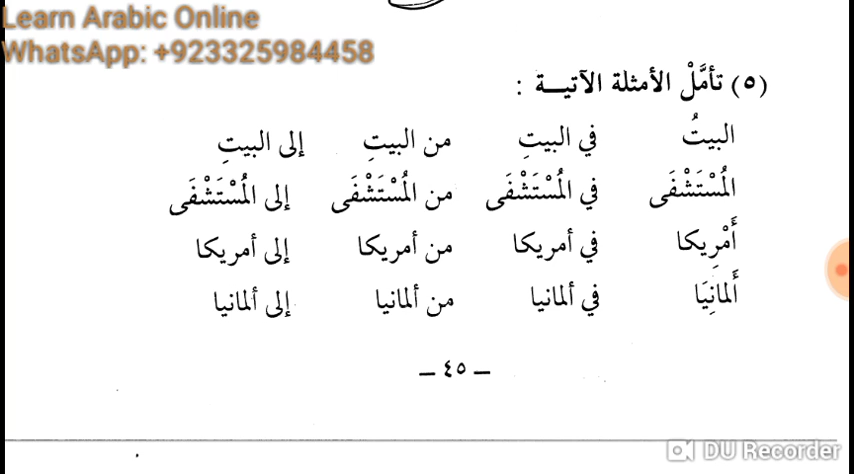 Learn Arabic Online
WhatsApp: +923325984458
(٥) تأمَّلْ الأمثلة الآتيـــة :
البيتُ في البيتِ من البيتِ إلى البيتِ
المُسْتَشْفَى في المُسْتَشْفَى من المُسْتَشْفَى إلى المُسْتَشْفَى
أَمْرِيكا في أمريكا من أمريكا إلى أمريكا
أَلمانِيَا في ألمانيا من ألمانيا إلى ألمانيا
– ٤٥ –
DU Recorder